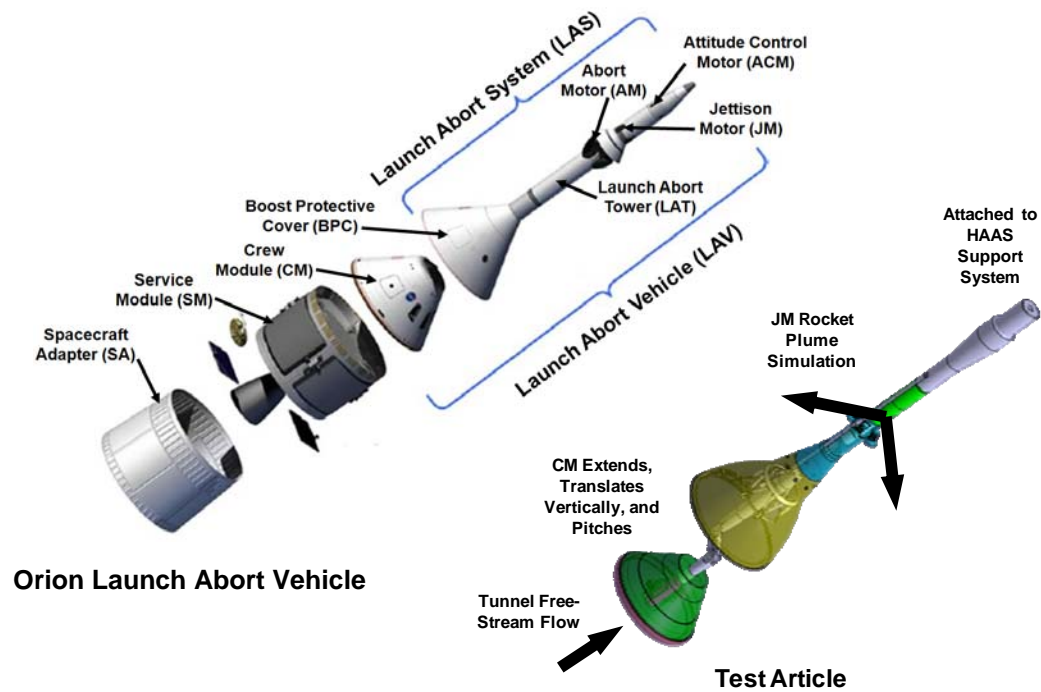 Launch Abort System (LAS)
Attitude Control
Motor (ACM)
Abort
Motor (AM)
Jettison
Motor (JM)
Launch Abort
Tower (LAT)
Boost Protective
Cover (BPC)
Crew
Module (CM)
Service
Module (SM)
Spacecraft
Adapter (SA)
Launch Abort Vehicle (LAV)
Orion Launch Abort Vehicle
Attached to
HAAS
Support
System
JM Rocket
Plume
Simulation
CM Extends,
Translates
Vertically, and
Pitches
Tunnel Free-
Stream Flow
Test Article